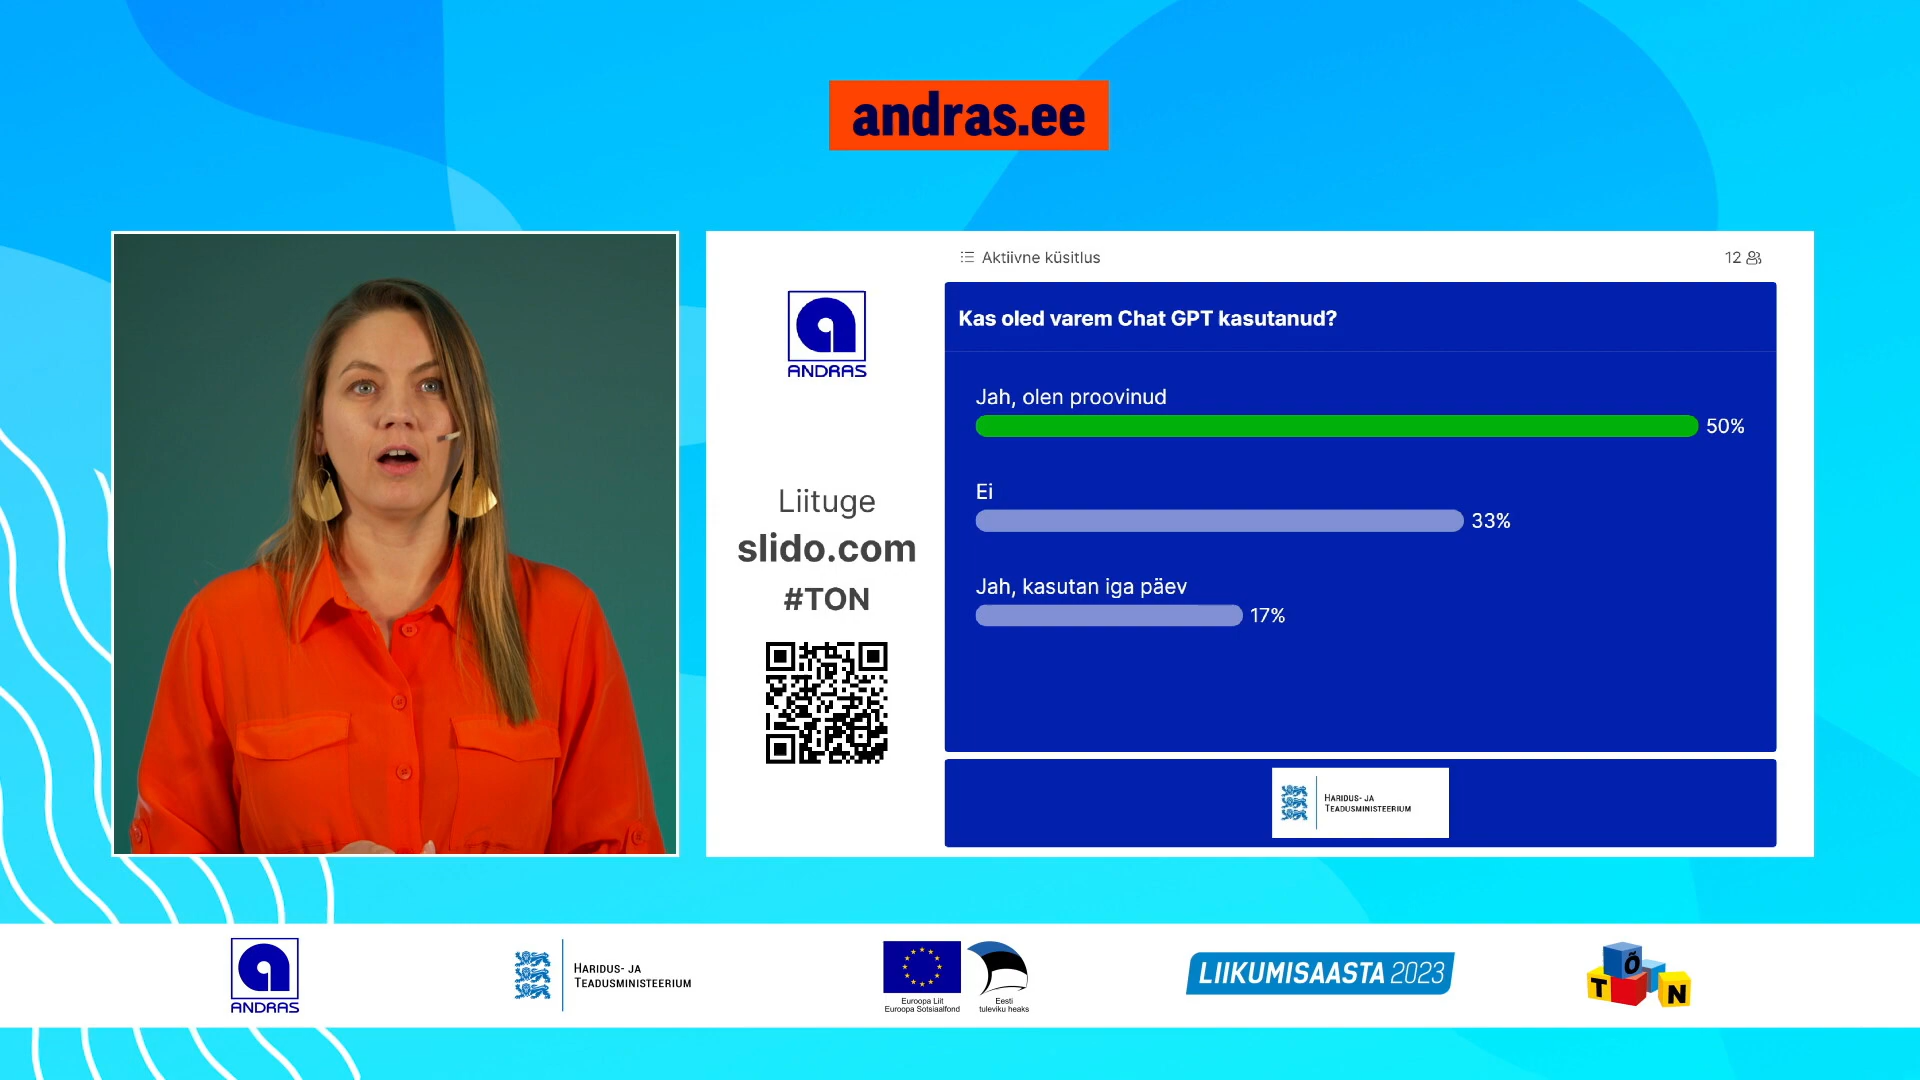 andras.ee
Aktiivne küsitlus
12
ANDRAS
Liituge
slido.com
#TON
Kas oled varem Chat GPT kasutanud?
Jah, olen proovinud
50%
Ei
33%
Jah, kasutan iga päev
17%
HARIDUS- JA
TEADUSMINISTEERIUM
ANDRAS
HARIDUS- JA
TEADUSMINISTEERIUM
Euroopa Liit
Euroopa Sotsiaalfond
Eesti
tuleviku heaks
LIIKUMISAASTA 2023
TÕN